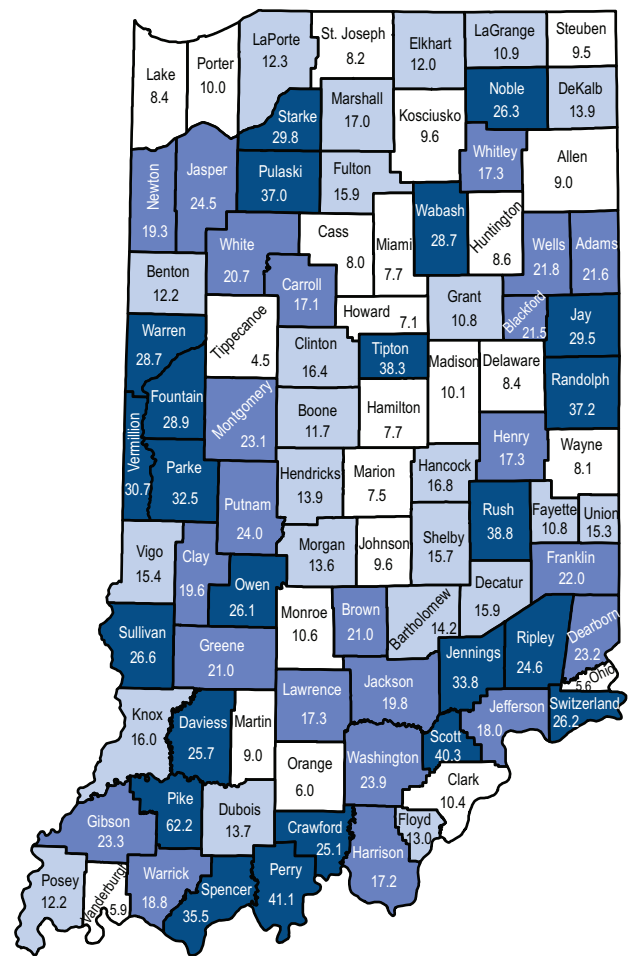 Lake
8.4
Porter
10.0
LaPorte
12.3
St. Joseph
8.2
Elkhart
12.0
LaGrange
10.9
Steuben
9.5
Noble
26.3
DeKalb
13.9
Starke
29.8
Marshall
17.0
Kosciusko
9.6
Whitley
17.3
Allen
9.0
Newton
19.3
Jasper
24.5
Pulaski
37.0
Fulton
15.9
Wabash
28.7
Huntington
8.6
White
20.7
Cass
8.0
Miami
7.7
Wells
21.8
Adams
21.6
Benton
12.2
Carroll
17.1
Howard
7.1
Grant
10.8
Blackford
21.5
Jay
29.5
Warren
28.7
Tippecanoe
4.5
Clinton
16.4
Tipton
38.3
Madison
10.1
Delaware
8.4
Randolph
37.2
Fountain
28.9
Montgomery
23.1
Boone
11.7
Hamilton
7.7
Henry
17.3
Wayne
8.1
Vermillion
30.7
Parke
32.5
Putnam
24.0
Hendricks
13.9
Marion
7.5
Hancock
16.8
Rush
38.8
Fayette
10.8
Union
15.3
Vigo
15.4
Clay
19.6
Owen
26.1
Morgan
13.6
Johnson
9.6
Shelby
15.7
Franklin
22.0
Decatur
15.9
Sullivan
26.6
Greene
21.0
Monroe
10.6
Brown
21.0
Bartholomew
14.2
Jennings
33.8
Ripley
24.6
Dearborn
23.2
Ohio
5.6
Knox
16.0
Daviess
25.7
Martin
9.0
Lawrence
17.3
Jackson
19.8
Jefferson
18.0
Switzerland
26.2
Scott
40.3
Orange
6.0
Washington
23.9
Clark
10.4
Gibson
23.3
Pike
62.2
Dubois
13.7
Crawford
25.1
Floyd
13.0
Harrison
17.2
Posey
12.2
Vanderburgh
5.9
Warrick
18.8
Spencer
35.5
Perry
41.1